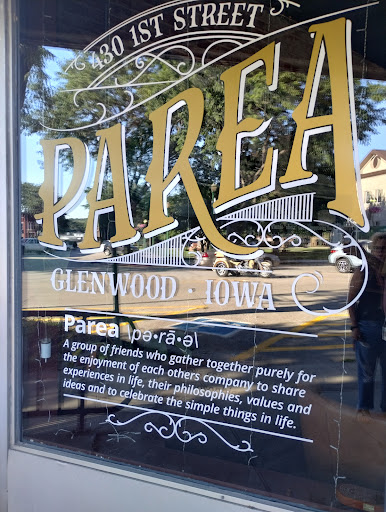 430 1ST STREET
PAREA
GLENWOOD · IOWA
Parea \pə•rā•ə\
A group of friends who gather together purely for
the enjoyment of each others company to share
experiences in life, their philosophies, values and
ideas and to celebrate the simple things in life.